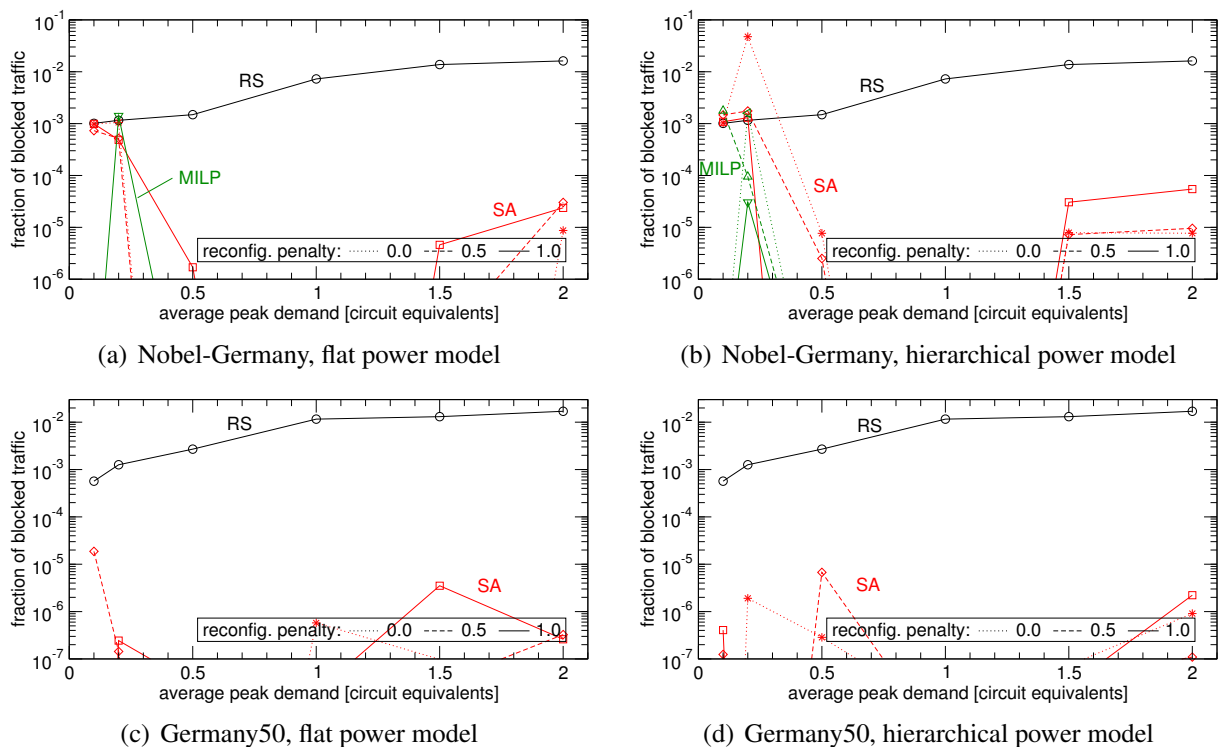 10^-1
10^-2
10^-3
10^-4
10^-5
10^-6
fraction of blocked traffic
RS
MILP
SA
reconfig. penalty: 0.0 0.5 1.0
0 0.5 1 1.5 2
average peak demand [circuit equivalents]
(a) Nobel-Germany, flat power model
10^-1
10^-2
10^-3
10^-4
10^-5
10^-6
fraction of blocked traffic
RS
MILP
SA
reconfig. penalty: 0.0 0.5 1.0
0 0.5 1 1.5 2
average peak demand [circuit equivalents]
(b) Nobel-Germany, hierarchical power model
10^-2
10^-3
10^-4
10^-5
10^-6
10^-7
fraction of blocked traffic
RS
SA
reconfig. penalty: 0.0 0.5 1.0
0 0.5 1 1.5 2
average peak demand [circuit equivalents]
(c) Germany50, flat power model
10^-2
10^-3
10^-4
10^-5
10^-6
10^-7
fraction of blocked traffic
RS
SA
reconfig. penalty: 0.0 0.5 1.0
0 0.5 1 1.5 2
average peak demand [circuit equivalents]
(d) Germany50, hierarchical power model